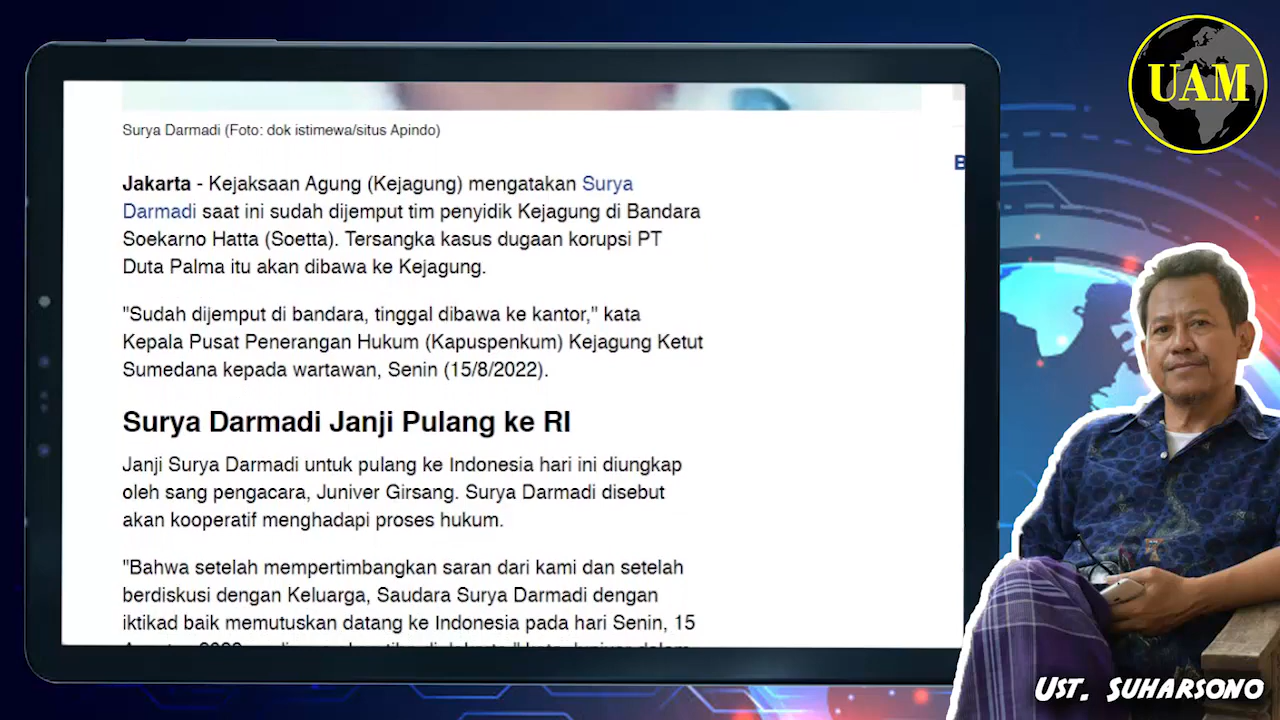 UAM
Surya Darmadi (Foto: dok istimewa/situs Apindo)
Jakarta - Kejaksaan Agung (Kejagung) mengatakan Surya
Darmadi saat ini sudah dijemput tim penyidik Kejagung di Bandara
Soekarno Hatta (Soetta). Tersangka kasus dugaan korupsi PT
Duta Palma itu akan dibawa ke Kejagung.
"Sudah dijemput di bandara, tinggal dibawa ke kantor," kata
Kepala Pusat Penerangan Hukum (Kapuspenkum) Kejagung Ketut
Sumedana kepada wartawan, Senin (15/8/2022).
Surya Darmadi Janji Pulang ke RI
Janji Surya Darmadi untuk pulang ke Indonesia hari ini diungkap
oleh sang pengacara, Juniver Girsang. Surya Darmadi disebut
akan kooperatif menghadapi proses hukum.
"Bahwa setelah mempertimbangkan saran dari kami dan setelah
berdiskusi dengan Keluarga, Saudara Surya Darmadi dengan
iktikad baik memutuskan datang ke Indonesia pada hari Senin, 15
Ust. Suharsono